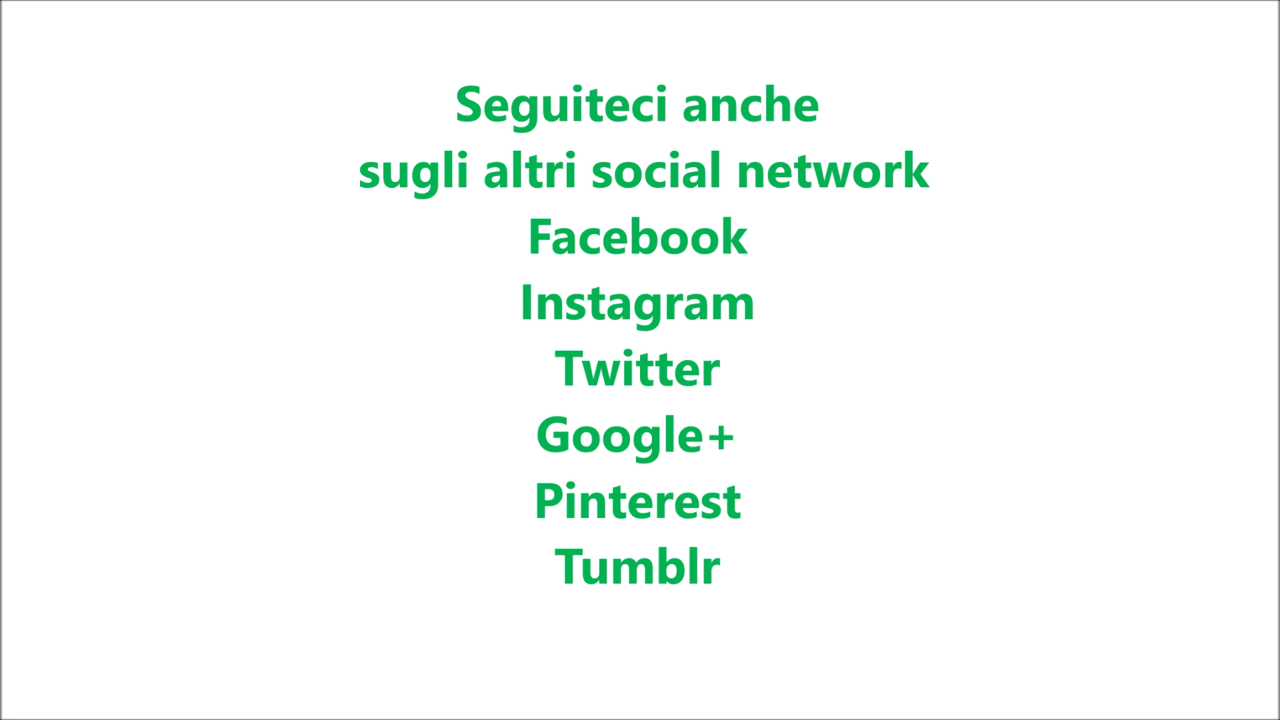 Seguiteci anche
sugli altri social network
Facebook
Instagram
Twitter
Google+
Pinterest
Tumblr